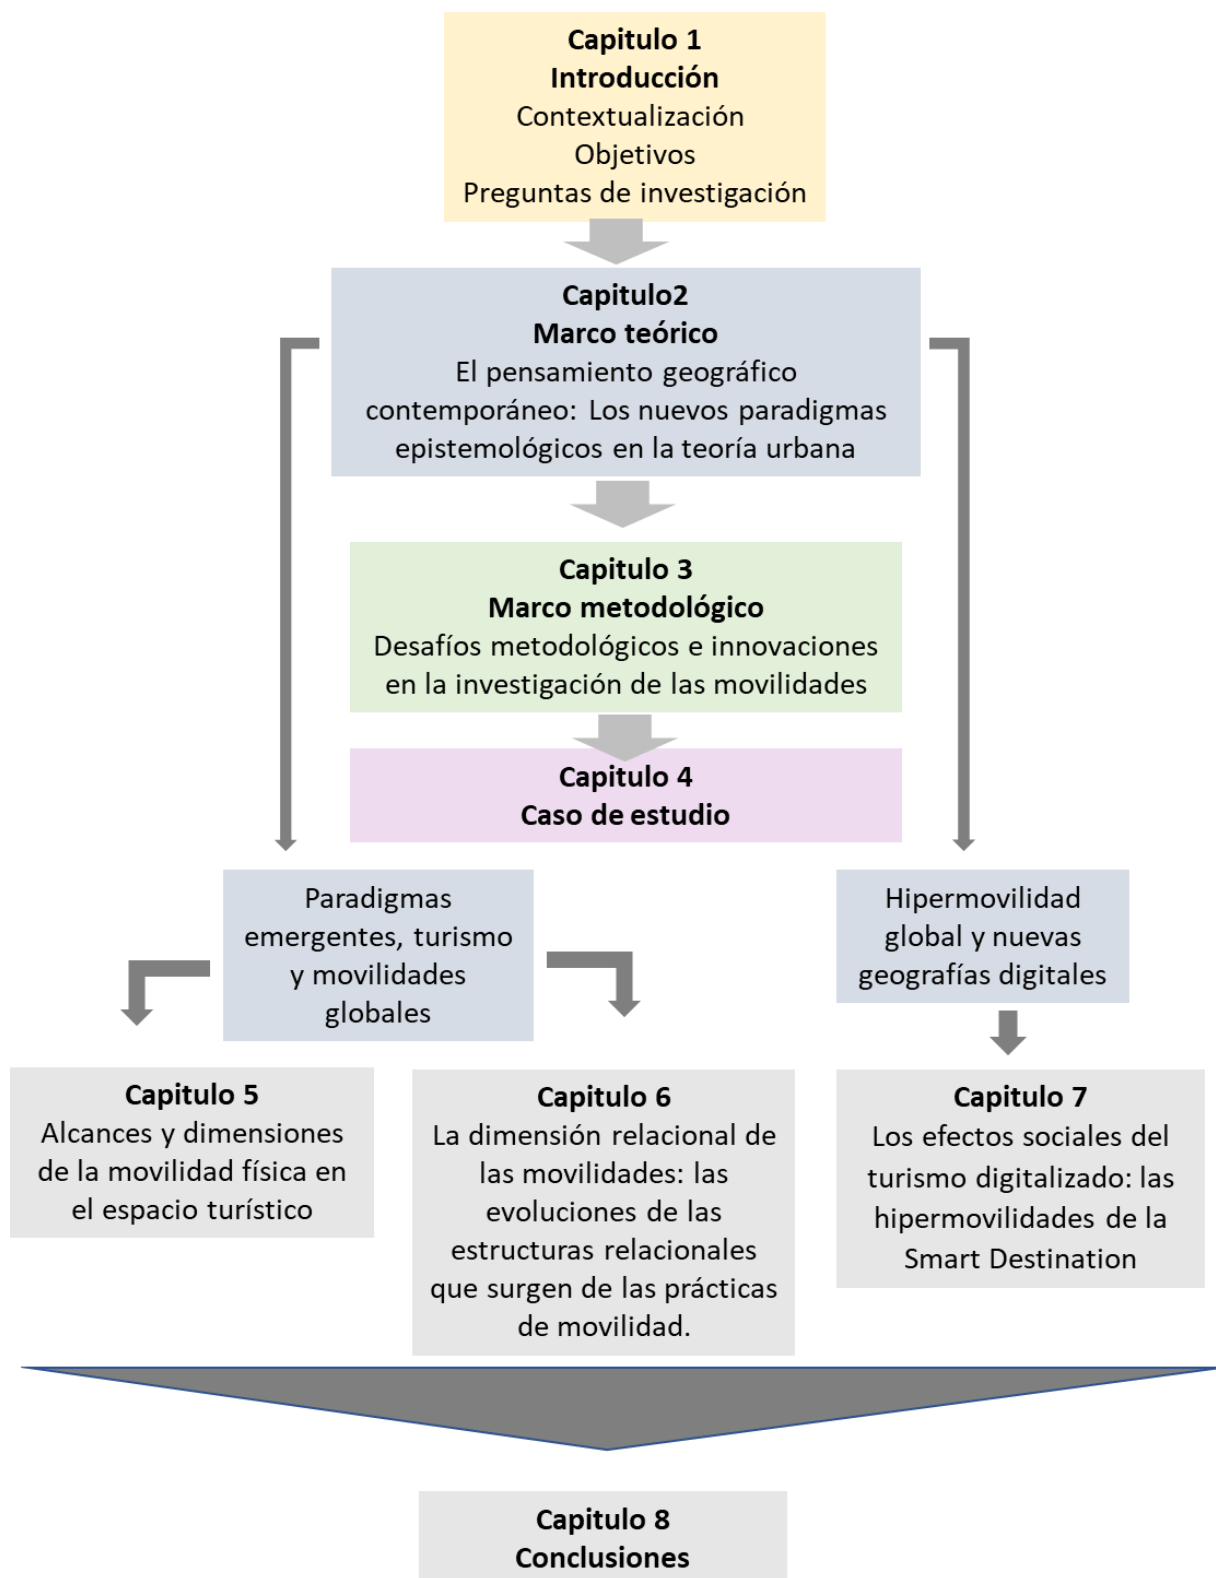 Capitulo 1
Introducción
Contextualización
Objetivos
Preguntas de investigación
Capitulo2
Marco teórico
El pensamiento geográfico
contemporáneo: Los nuevos paradigmas
epistemológicos en la teoría urbana
Capitulo 3
Marco metodológico
Desafíos metodológicos e innovaciones
en la investigación de las movilidades
Capitulo 4
Caso de estudio
Paradigmas
emergentes, turismo
y movilidades
globales
Hipermovilidad
global y nuevas
geografías digitales
Capitulo 5
Alcances y dimensiones
de la movilidad física en
el espacio turístico
Capitulo 6
La dimensión relacional de
las movilidades: las
evoluciones de las
estructuras relacionales
que surgen de las prácticas
de movilidad.
Capitulo 7
Los efectos sociales del
turismo digitalizado: las
hipermovilidades de la
Smart Destination
Capitulo 8
Conclusiones